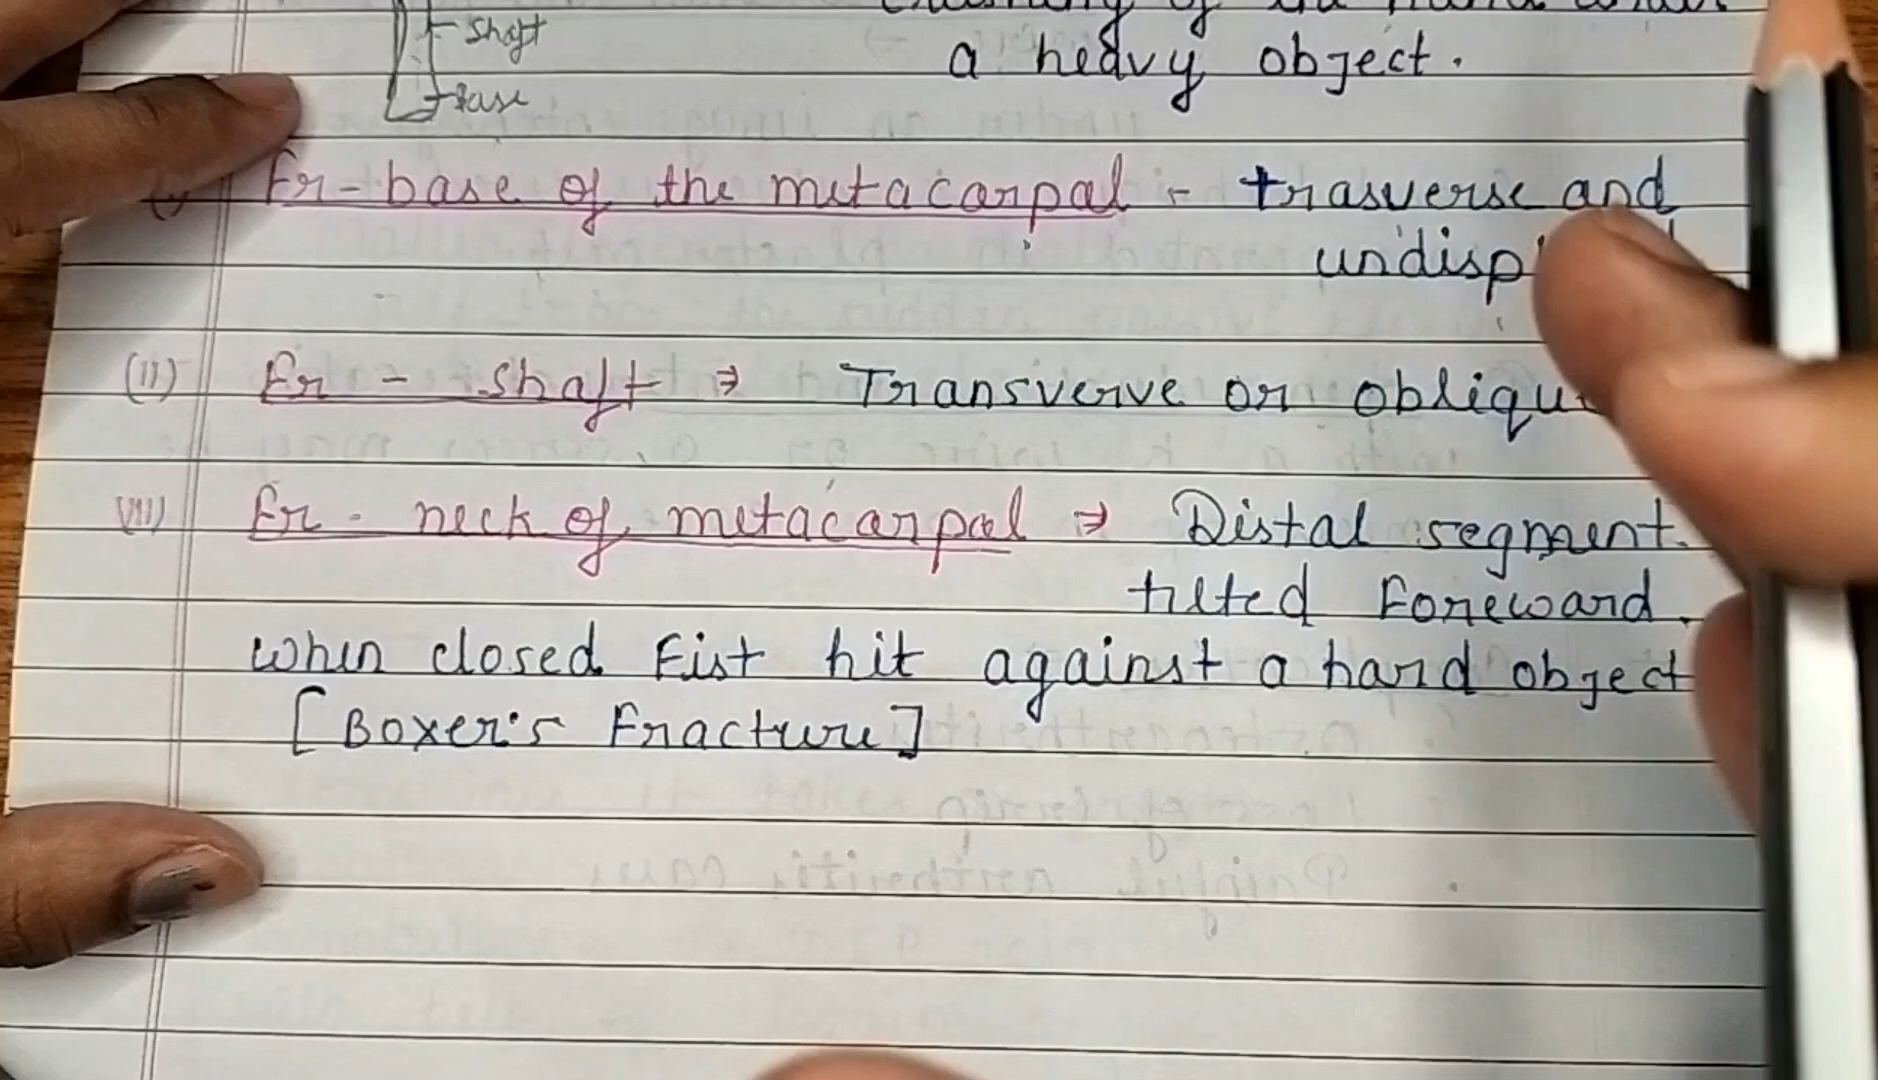 Shaft
a heavy object.
Base
Fr-base of the metacarpal - trasverse and
undisp
(II) Fr - shaft ⇒ Transverve or obliqu
(VII) Fr - neck of metacarpal ⇒ Distal segment
tilted Foreward.
when closed Fist hit against a hard object
[Boxer's Fracture]